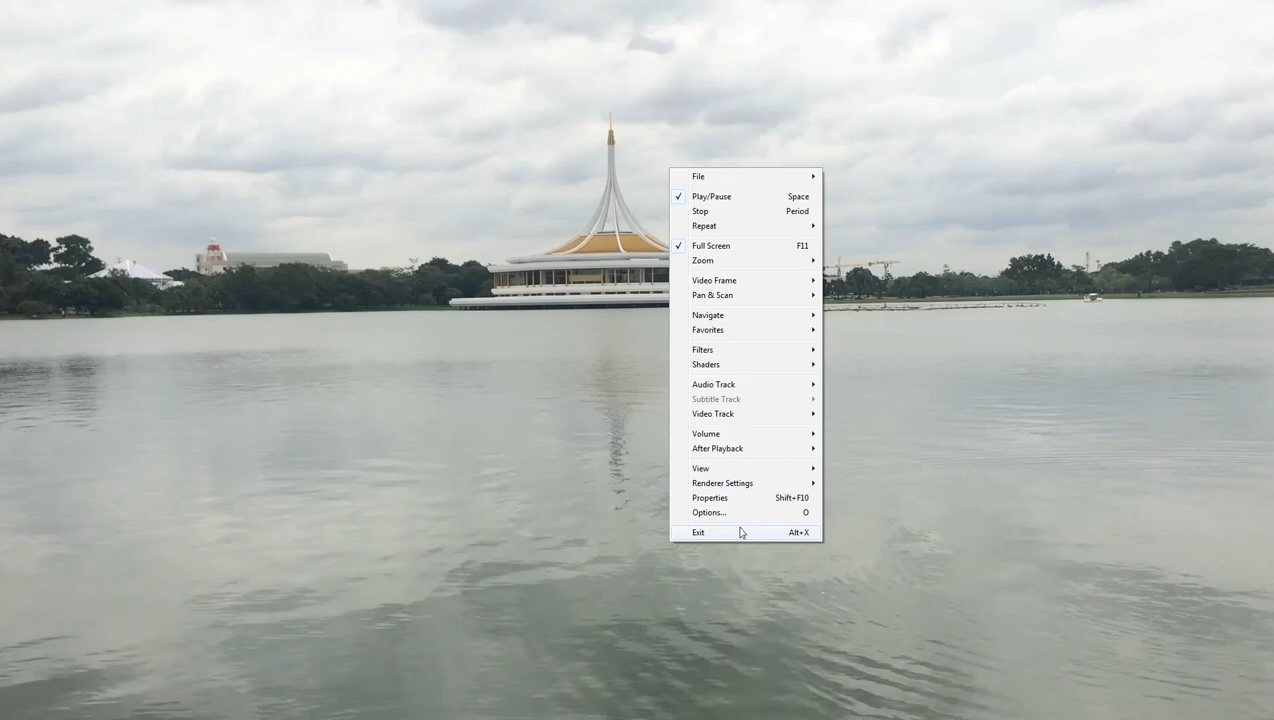 File
Play/Pause Space
Stop Period
Repeat
Full Screen F11
Zoom
Video Frame
Pan & Scan
Navigate
Favorites
Filters
Shaders
Audio Track
Subtitle Track
Video Track
Volume
After Playback
View
Renderer Settings
Properties Shift+F10
Options... O
Exit Alt+X